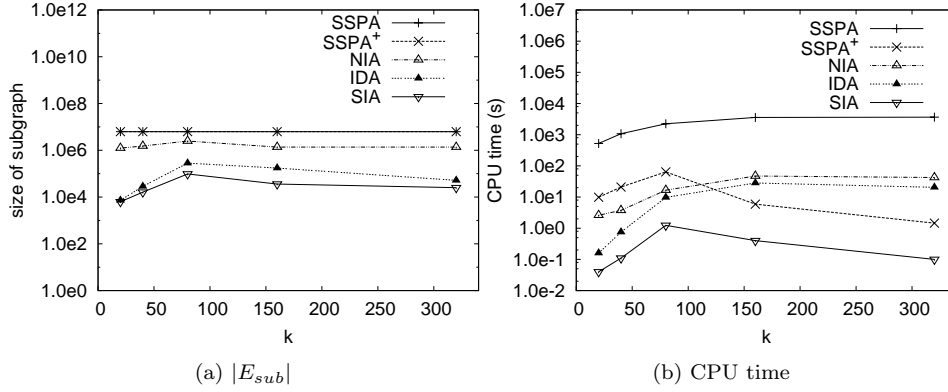 1.0e12
1.0e10
1.0e8
1.0e6
1.0e4
1.0e2
1.0e0
size of subgraph
SSPA
SSPA+
NIA
IDA
SIA
0 50 100 150 200 250 300
k
(a) |E_sub|
1.0e7
1.0e6
1.0e5
1.0e4
1.0e3
1.0e2
1.0e1
1.0e0
1.0e-1
1.0e-2
CPU time (s)
SSPA
SSPA+
NIA
IDA
SIA
0 50 100 150 200 250 300
k
(b) CPU time